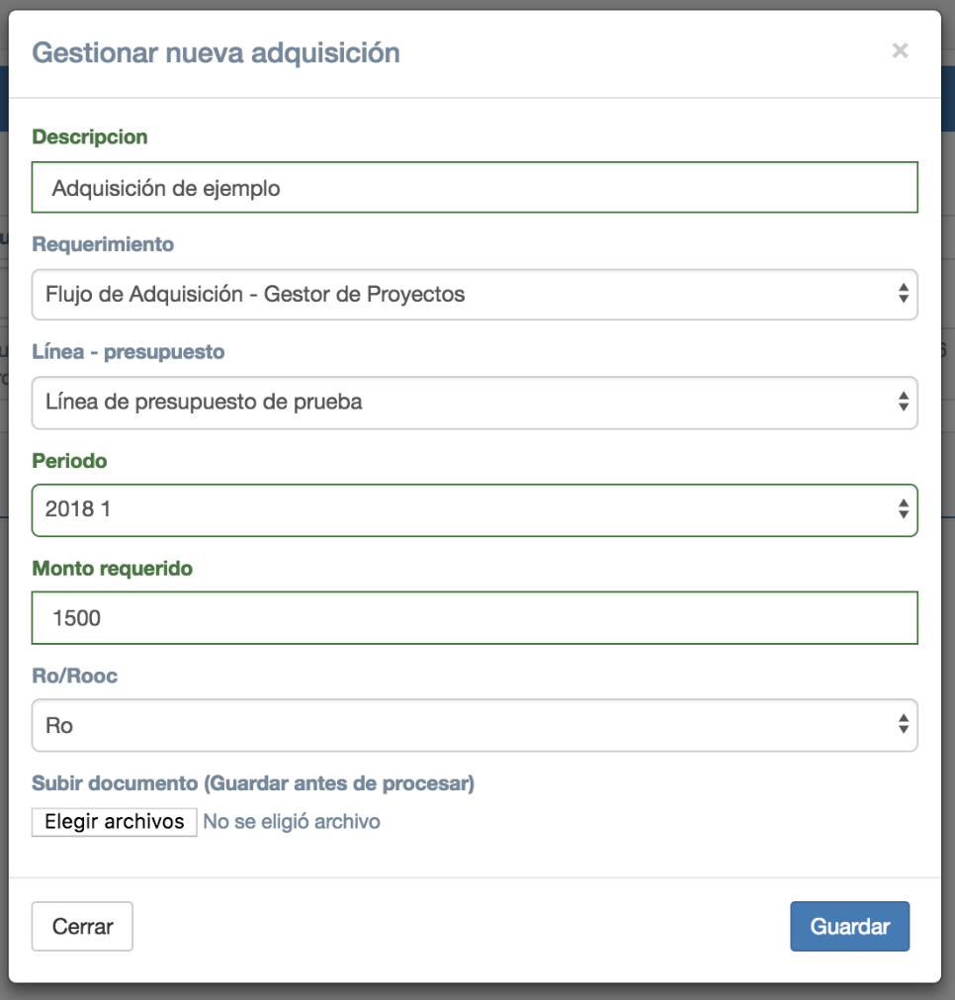 Gestionar nueva adquisición
×
Descripcion
Adquisición de ejemplo
Requerimiento
Flujo de Adquisición - Gestor de Proyectos
Línea - presupuesto
Línea de presupuesto de prueba
Periodo
2018 1
Monto requerido
1500
Ro/Rooc
Ro
Subir documento (Guardar antes de procesar)
Elegir archivos No se eligió archivo
Cerrar Guardar